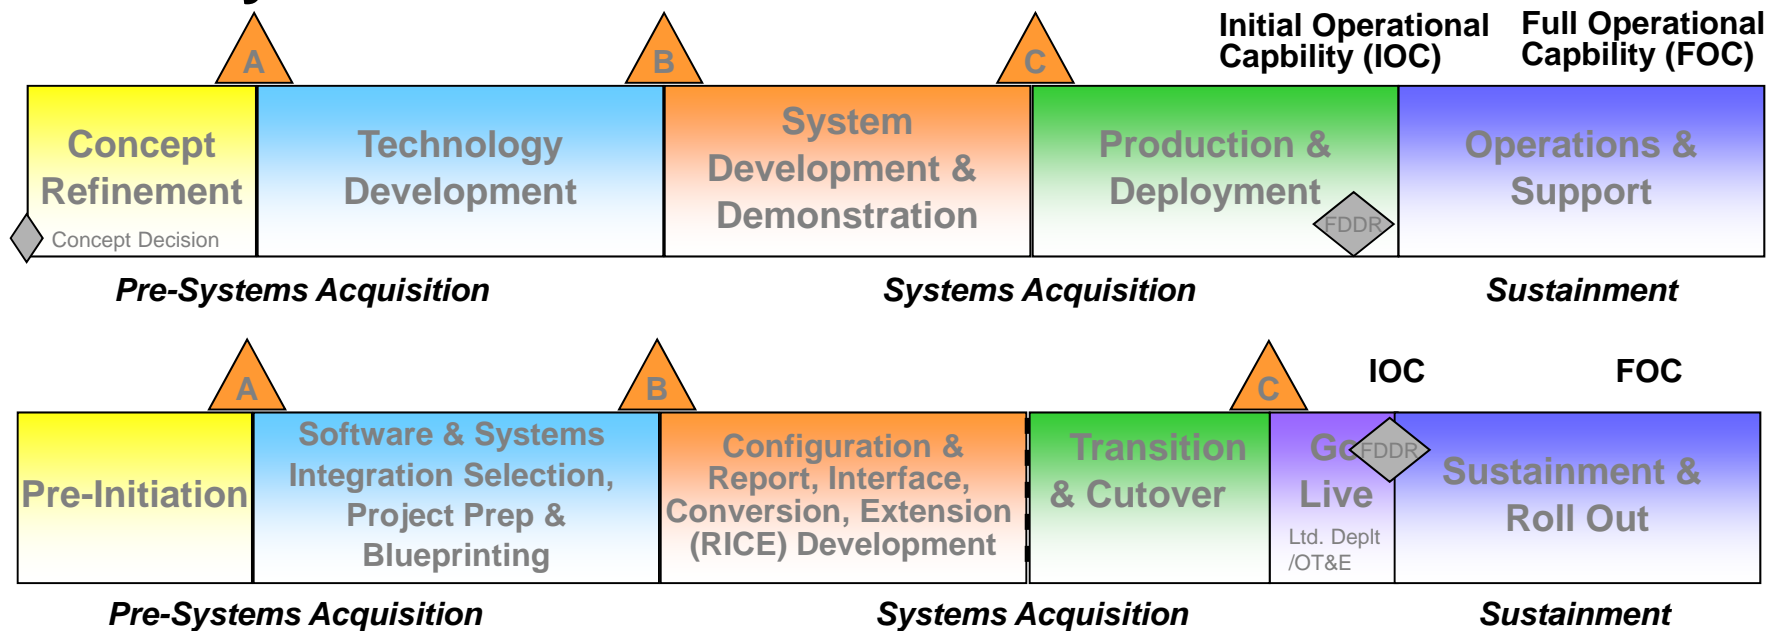 A
B
C
Initial Operational
Capbility (IOC)
Full Operational
Capbility (FOC)
Concept
Refinement
Concept Decision
Technology
Development
System
Development &
Demonstration
Production &
Deployment
FDDR
Operations &
Support
Pre-Systems Acquisition
Systems Acquisition
Sustainment
A
B
C
IOC
FOC
Pre-Initiation
Software & Systems
Integration Selection,
Project Prep &
Blueprinting
Configuration &
Report, Interface,
Conversion, Extension
(RICE) Development
Transition
& Cutover
Go
Live
Ltd. Deplt
/OT&E
FDDR
Sustainment &
Roll Out
Pre-Systems Acquisition
Systems Acquisition
Sustainment